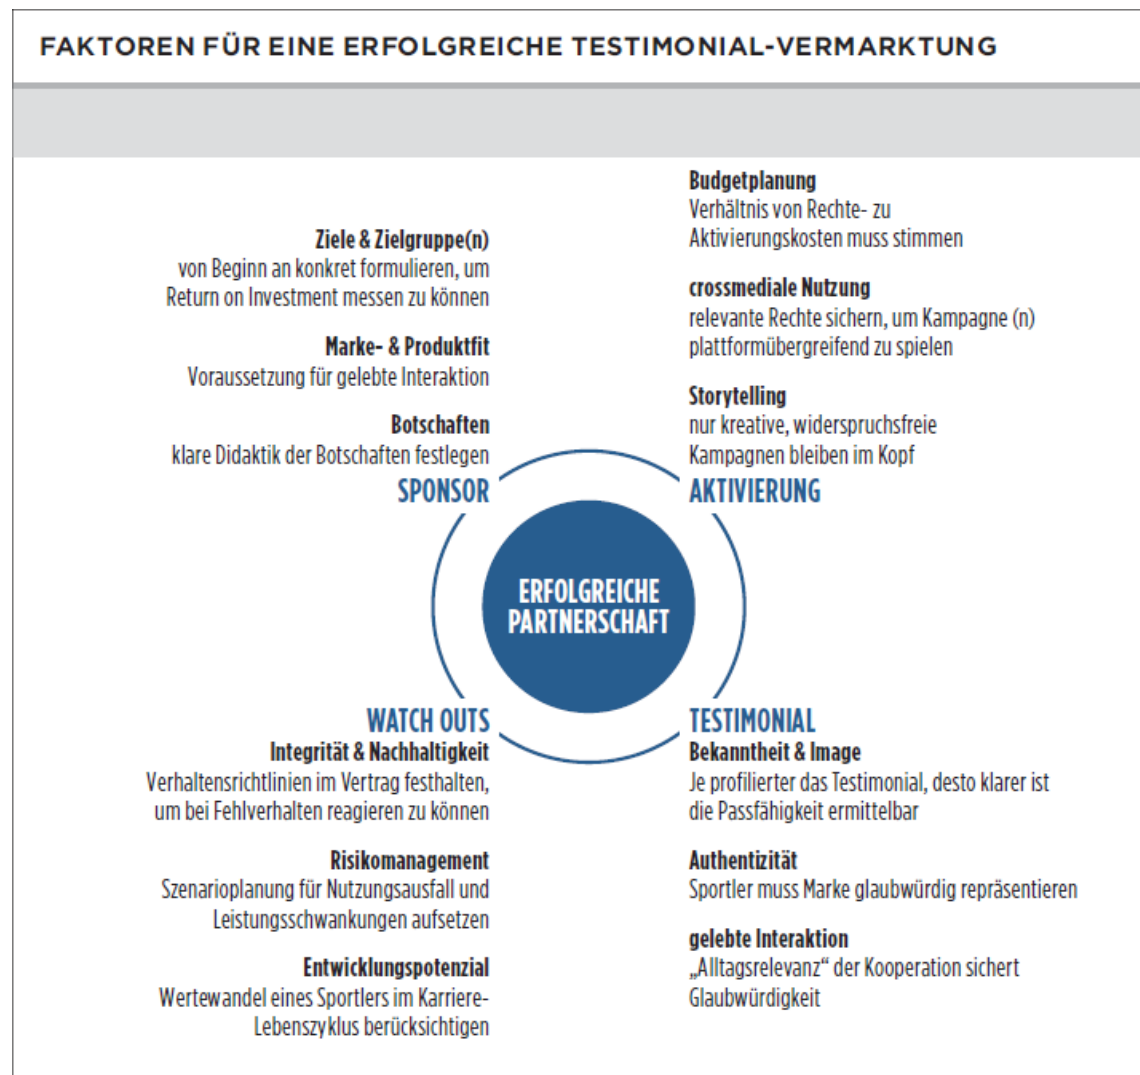 FAKTOREN FÜR EINE ERFOLGREICHE TESTIMONIAL-VERMARKTUNG
Ziele & Zielgruppe(n)
von Beginn an konkret formulieren, um
Return on Investment messen zu können
Marke- & Produktfit
Voraussetzung für gelebte Interaktion
Botschaften
klare Didaktik der Botschaften festlegen
SPONSOR
Budgetplanung
Verhältnis von Rechte- zu
Aktivierungskosten muss stimmen
crossmediale Nutzung
relevante Rechte sichern, um Kampagne (n)
plattformübergreifend zu spielen
Storytelling
nur kreative, widerspruchsfreie
Kampagnen bleiben im Kopf
AKTIVIERUNG
ERFOLGREICHE
PARTNERSCHAFT
WATCH OUTS
Integrität & Nachhaltigkeit
Verhaltensrichtlinien im Vertrag festhalten,
um bei Fehlverhalten reagieren zu können
Risikomanagement
Szenarioplanung für Nutzungsausfall und
Leistungsschwankungen aufsetzen
Entwicklungspotenzial
Wertewandel eines Sportlers im Karriere-
Lebenszyklus berücksichtigen
TESTIMONIAL
Bekanntheit & Image
Je profilierter das Testimonial, desto klarer ist
die Passfähigkeit ermittelbar
Authentizität
Sportler muss Marke glaubwürdig repräsentieren
gelebte Interaktion
„Alltagsrelevanz“ der Kooperation sichert
Glaubwürdigkeit